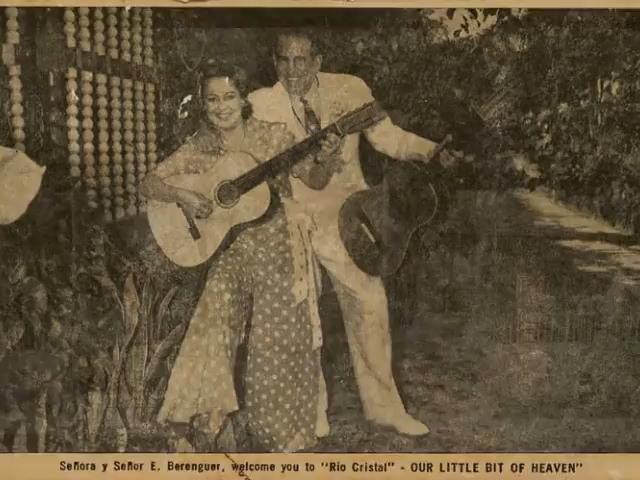 Señora y Señor E. Berenguer, welcome you to "Rio Cristal" - OUR LITTLE BIT OF HEAVEN"